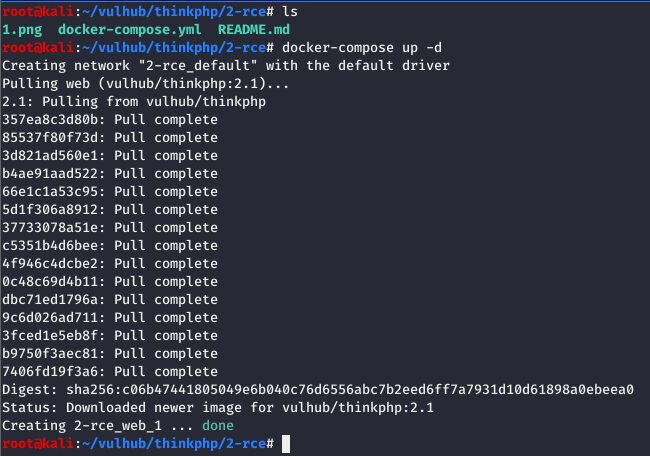 root@kali:~/vulhub/thinkphp/2-rce# ls
1.png  docker-compose.yml  README.md
root@kali:~/vulhub/thinkphp/2-rce# docker-compose up -d
Creating network "2-rce_default" with the default driver
Pulling web (vulhub/thinkphp:2.1)...
2.1: Pulling from vulhub/thinkphp
357ea8c3d80b: Pull complete
85537f80f73d: Pull complete
3d821ad560e1: Pull complete
b4ae91aad522: Pull complete
66e1c1a53c95: Pull complete
5d1f306a8912: Pull complete
37733078a51e: Pull complete
c5351b4d6bee: Pull complete
4f946c4dcbe2: Pull complete
0c48c69d4b11: Pull complete
dbc71ed1796a: Pull complete
9c6d026ad711: Pull complete
3fced1e5eb8f: Pull complete
b9750f3aec81: Pull complete
7406fd19f3a6: Pull complete
Digest: sha256:c06b47441805049e6b040c76d6556abc7b2eed6ff7a7931d10d61898a0ebeea0
Status: Downloaded newer image for vulhub/thinkphp:2.1
Creating 2-rce_web_1 ... done
root@kali:~/vulhub/thinkphp/2-rce#